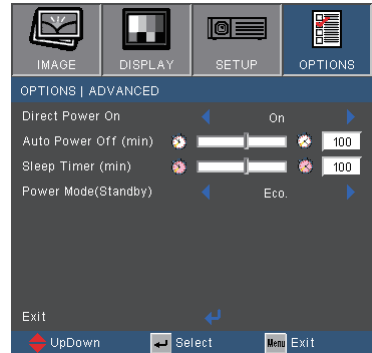 IMAGE DISPLAY SETUP OPTIONS
OPTIONS | ADVANCED
Direct Power On On
Auto Power Off (min) 100
Sleep Timer (min) 100
Power Mode(Standby) Eco.
Exit
UpDown Select Menu Exit